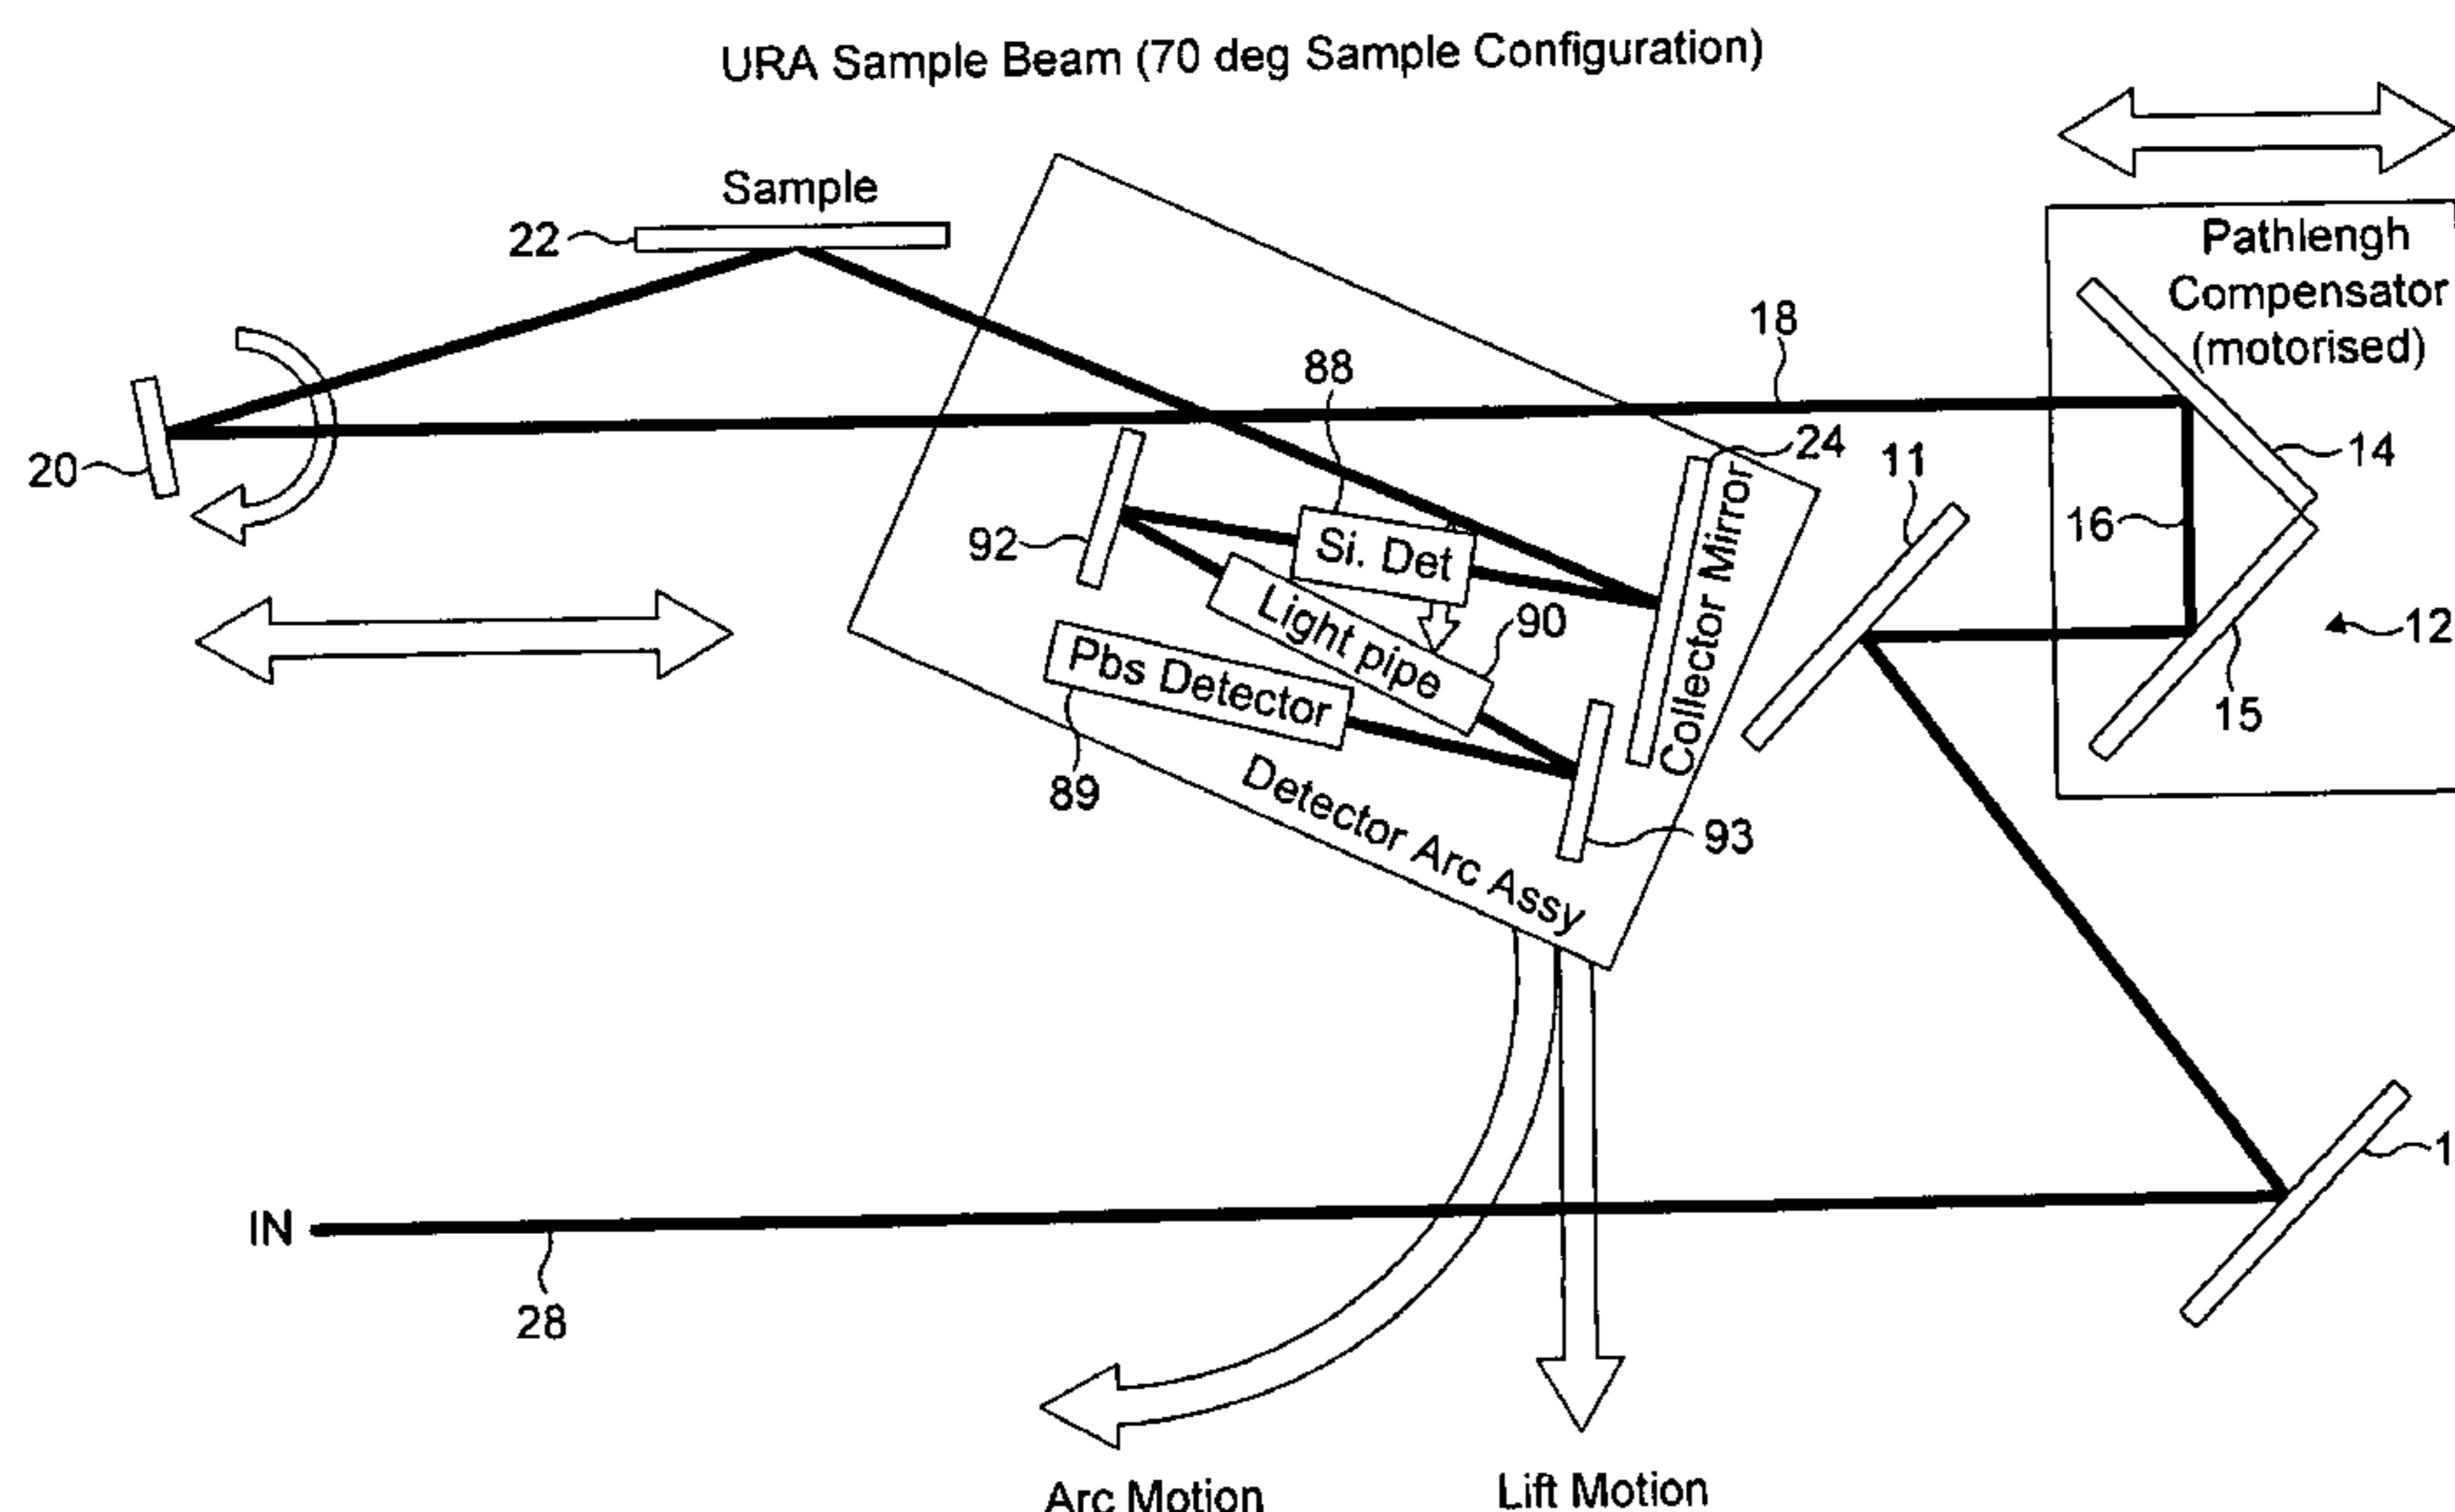 URA Sample Beam (70 deg Sample Configuration)
Sample
22
Pathlengh
Compensator
(motorised)
18
88
24
11
14
20
92
16
Si. Det
Collector Mirror
Light pipe
90
12
Pbs Detector
15
89
Detector Arc Assy
93
1
IN
28
Arc Motion
Lift Motion